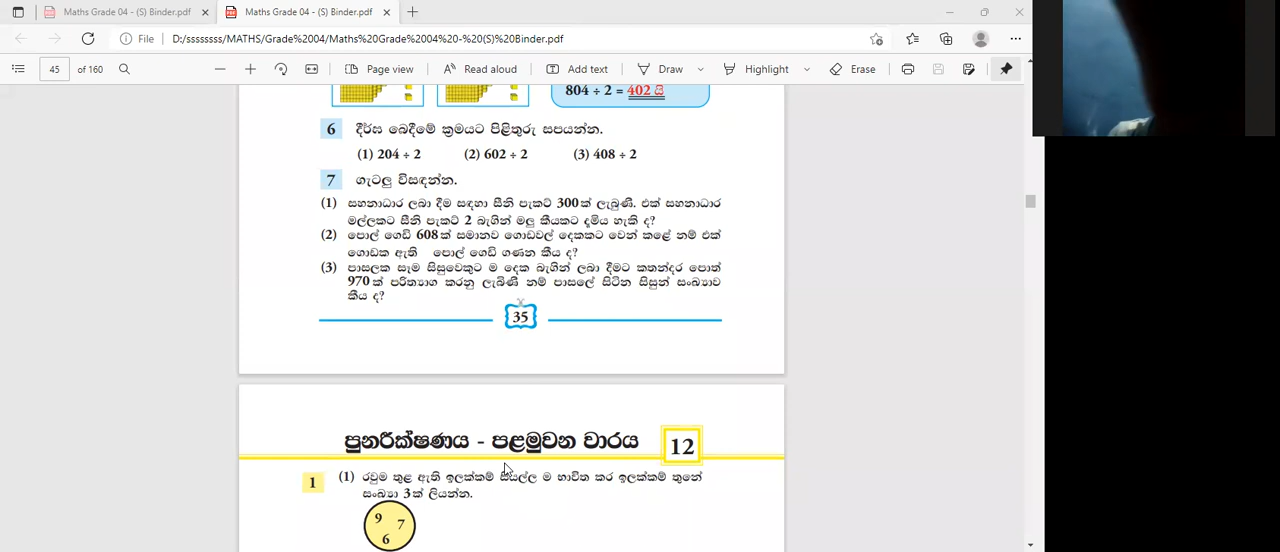 Maths Grade 04 - (S) Binder.pdf
Maths Grade 04 - (S) Binder.pdf
File
D:/ssssssss/MATHS/Grade%2004/Maths%20Grade%2004%20-%20(S)%20Binder.pdf
45 of 160
Page view
Read aloud
Add text
Draw
Highlight
Erase
804 ÷ 2 = 402 යි
6 දීර්ඝ බෙදීමේ ක්‍රමයට පිළිතුරු සපයන්න.
(1) 204 ÷ 2 (2) 602 ÷ 2 (3) 408 ÷ 2
7 ගැටලු විසඳන්න.
(1) සහනාධාර ලබා දීම සඳහා සීනි පැකට් 300ක් ලැබුණි. එක් සහනාධාර
මල්ලකට සීනි පැකට් 2 බැගින් මලු කීයකට දැමිය හැකි ද?
(2) පොල් ගෙඩි 608ක් සමානව ගොඩවල් දෙකකට වෙන් කළේ නම් එක්
ගොඩක ඇති පොල් ගෙඩි ගණන කීය ද?
(3) පාසලක සෑම සිසුවෙකුට ම දෙක බැගින් ලබා දීමට කතන්දර පොත්
970ක් පරිත්‍යාග කරනු ලැබිණි නම් පාසලේ සිටින සිසුන් සංඛ්‍යාව
කීය ද?
35
පුනරීක්ෂණය - පළමුවන වාරය 12
1 (1) රවුම තුළ ඇති ඉලක්කම් සියල්ල ම භාවිත කර ඉලක්කම් තුනේ
සංඛ්‍යා 3ක් ලියන්න.
9 7
6